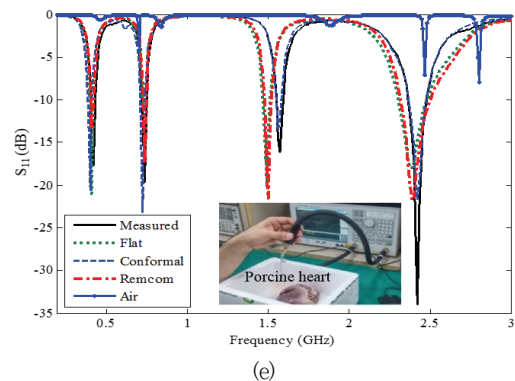 0
-5
-10
-15
-20
-25
-30
-35
S11 (dB)
Measured
Flat
Conformal
Remcom
Air
Porcine heart
0.5 1 1.5 2 2.5 3
Frequency (GHz)
(e)